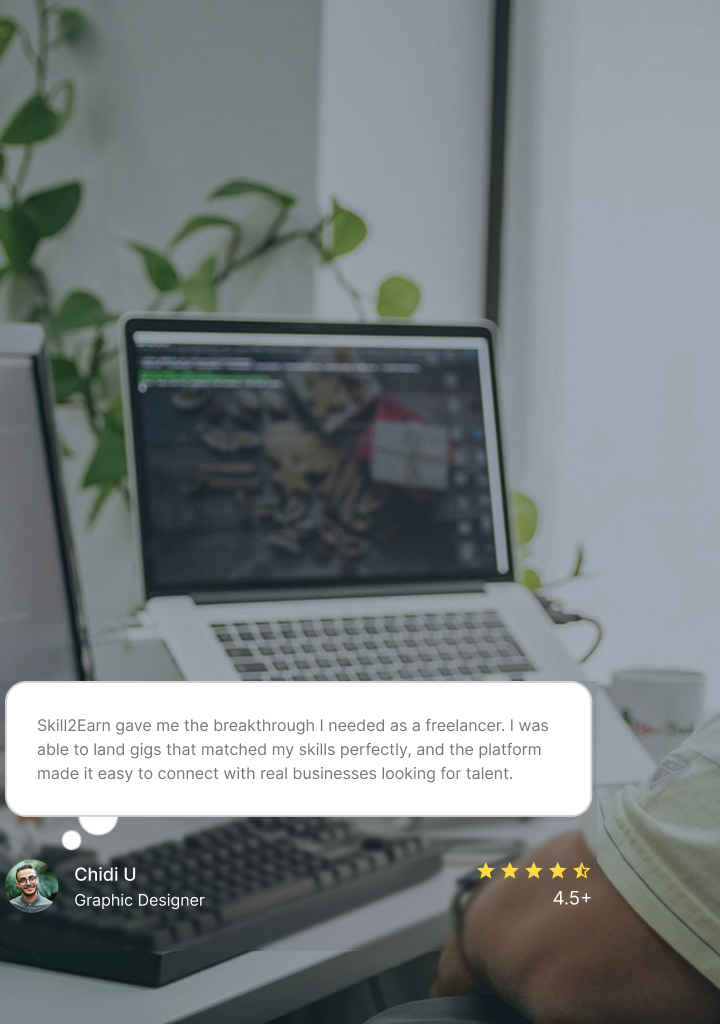 Skill2Earn gave me the breakthrough I needed as a freelancer. I was
able to land gigs that matched my skills perfectly, and the platform
made it easy to connect with real businesses looking for talent.
Chidi U
Graphic Designer
4.5+